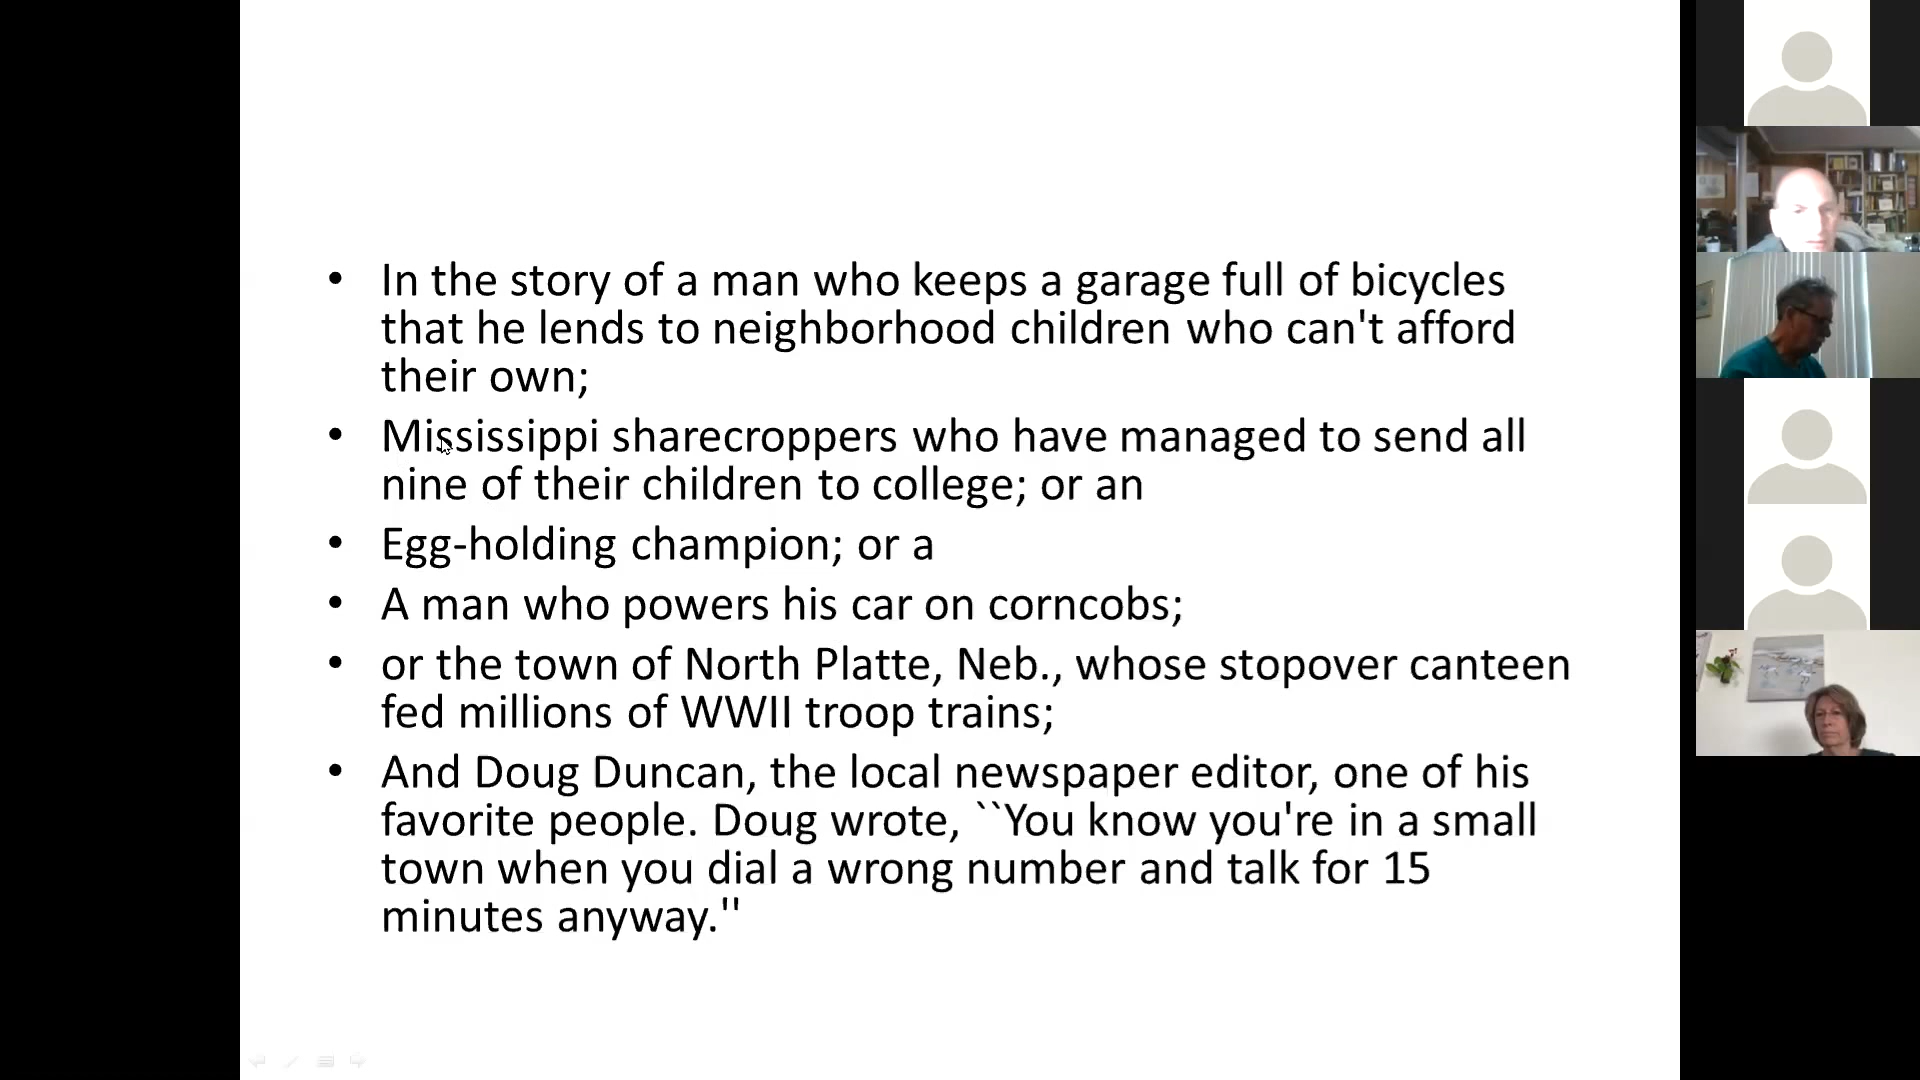 • In the story of a man who keeps a garage full of bicycles
that he lends to neighborhood children who can't afford
their own;
• Mississippi sharecroppers who have managed to send all
nine of their children to college; or an
• Egg-holding champion; or a
• A man who powers his car on corncobs;
• or the town of North Platte, Neb., whose stopover canteen
fed millions of WWII troop trains;
• And Doug Duncan, the local newspaper editor, one of his
favorite people. Doug wrote, ``You know you're in a small
town when you dial a wrong number and talk for 15
minutes anyway.''